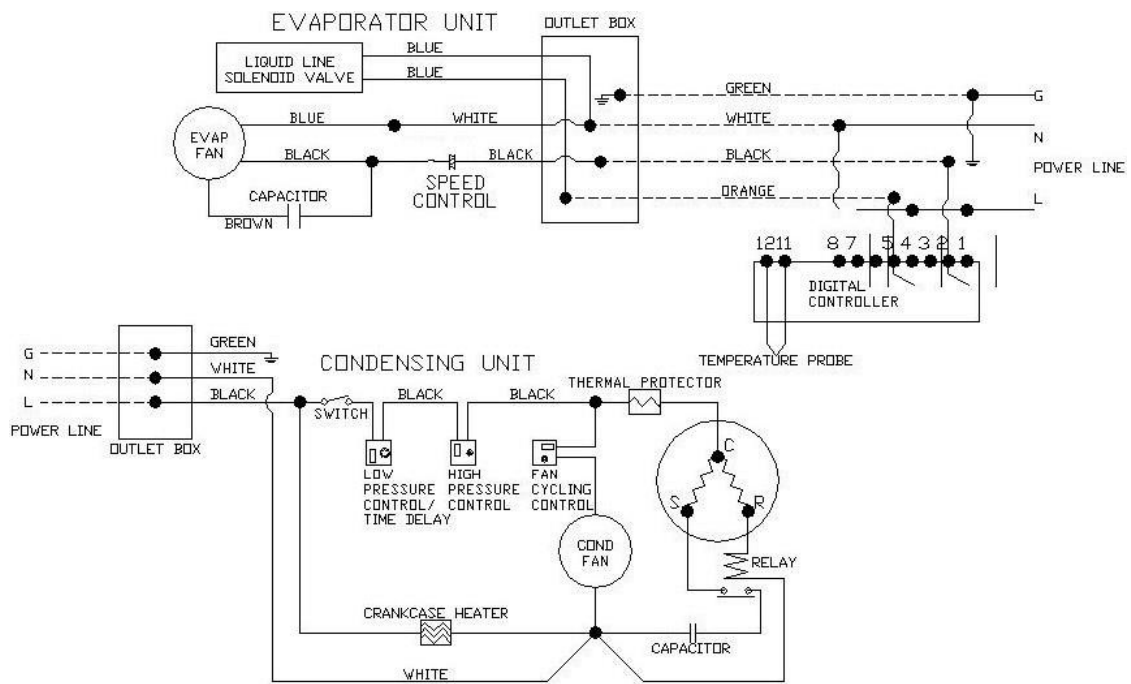 EVAPORATOR UNIT
OUTLET BOX
LIQUID LINE
SOLENOID VALVE
BLUE
BLUE
GREEN
G
EVAP
FAN
BLUE
WHITE
WHITE
N
BLACK
BLACK
BLACK
POWER LINE
SPEED
CONTROL
CAPACITOR
BROWN
ORANGE
L
12 11 8 7 5 4 3 2 1
DIGITAL
CONTROLLER
TEMPERATURE PROBE
CONDENSING UNIT
G
GREEN
N
WHITE
L
BLACK
POWER LINE
OUTLET BOX
SWITCH
BLACK
BLACK
THERMAL PROTECTOR
LOW
PRESSURE
CONTROL/
TIME DELAY
HIGH
PRESSURE
CONTROL
FAN
CYCLING
CONTROL
C
S
R
COND
FAN
RELAY
CRANKCASE HEATER
CAPACITOR
WHITE